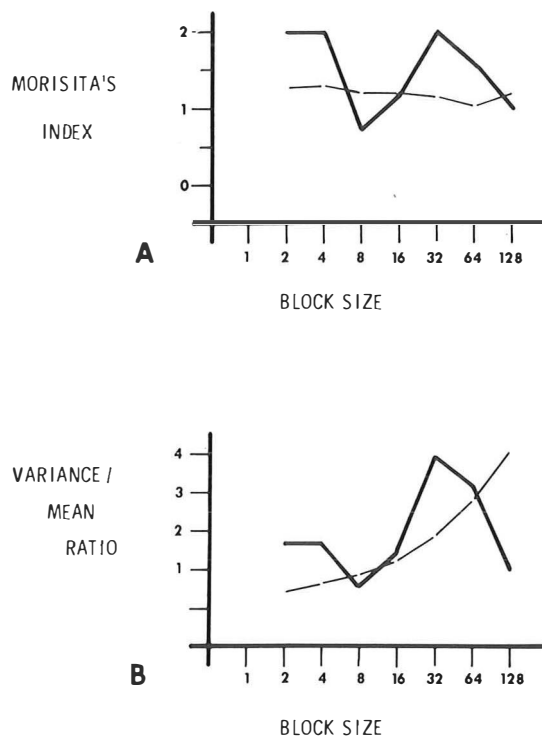 2
MORISITA'S
1
INDEX
0
A
1 2 4 8 16 32 64 128
BLOCK SIZE
4
VARIANCE /
3
MEAN
2
RATIO
1
B
1 2 4 8 16 32 64 128
BLOCK SIZE